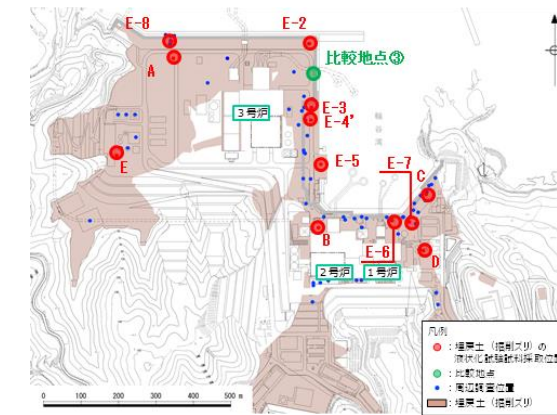 E-8
E-2
A
比較地点③
E-3
3号炉
E-4'
輪谷湾
E
E-5
E-7
C
B
E-6
D
2号炉
1号炉
凡例
：埋戻土（掘削ズリ）の
液状化試験試料採取位置
：比較地点
：周辺調査位置
：埋戻土（掘削ズリ）
0 100 200 300 400 500 m